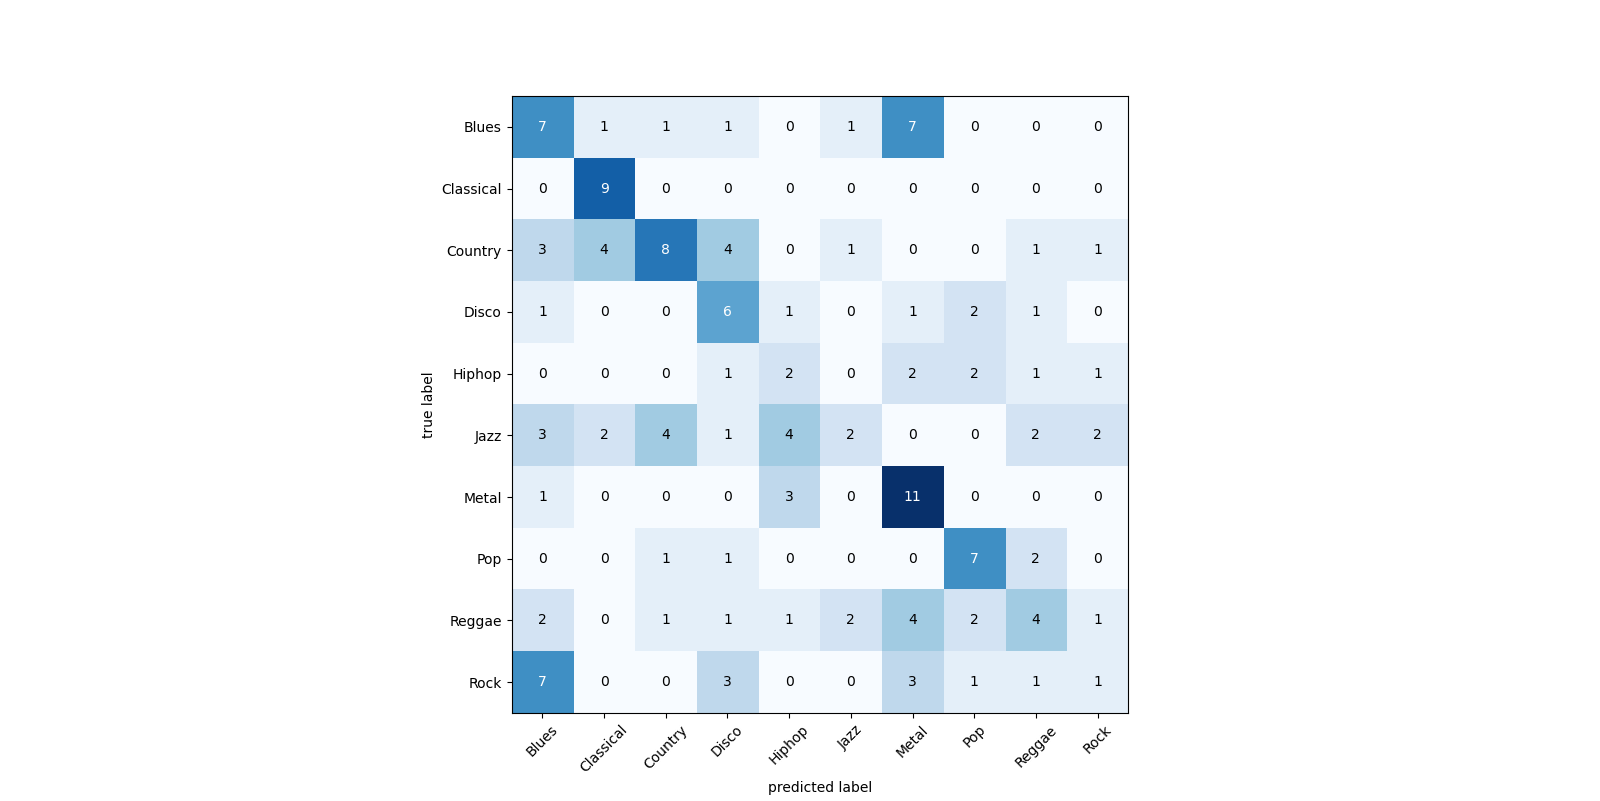 Blues 7 1 1 1 0 1 7 0 0 0
Classical 0 9 0 0 0 0 0 0 0 0
Country 3 4 8 4 0 1 0 0 1 1
Disco 1 0 0 6 1 0 1 2 1 0
Hiphop 0 0 0 1 2 0 2 2 1 1
Jazz 3 2 4 1 4 2 0 0 2 2
Metal 1 0 0 0 3 0 11 0 0 0
Pop 0 0 1 1 0 0 0 7 2 0
Reggae 2 0 1 1 1 2 4 2 4 1
Rock 7 0 0 3 0 0 3 1 1 1
true label
Blues Classical Country Disco Hiphop Jazz Metal Pop Reggae Rock
predicted label